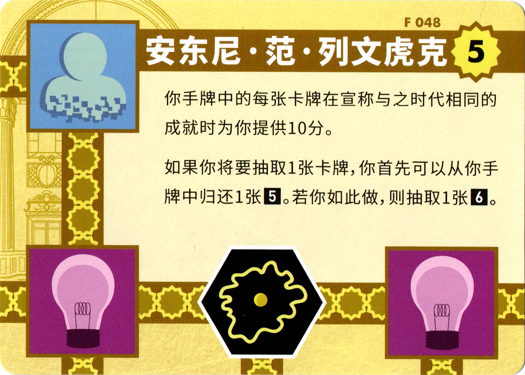 F 048
安东尼·范·列文虎克 5
你手牌中的每张卡牌在宣称与之时代相同的
成就时为你提供10分。
如果你将要抽取1张卡牌，你首先可以从你手
牌中归还1张5。若你如此做，则抽取1张6。